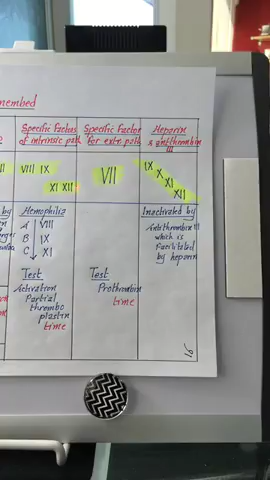 nembed
Specific Factors
of intrinsic path
Specific Factor
for extr. path
Heparin
& antithrombin
III
VIII IX
XI XII
VII
IX
X
XI
XII
Hemophilia
A VIII
B IX
C XI
Test
Activation
Partial
thrombo
plastin
time
Test
Prothrombin
time
Inactivated by
Antithrombin III
which is
facilitated
by heparin